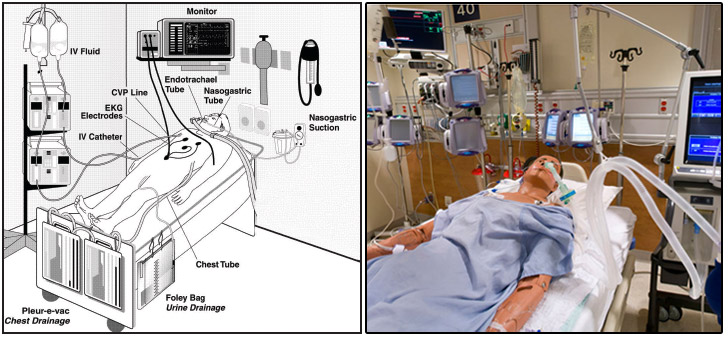 Monitor
IV Fluid
Endotrachael
Tube
Nasogastric
Tube
CVP Line
EKG
Electrodes
Nasogastric
Suction
IV Catheter
Chest Tube
Foley Bag
Urine Drainage
Pleur-e-vac
Chest Drainage
40